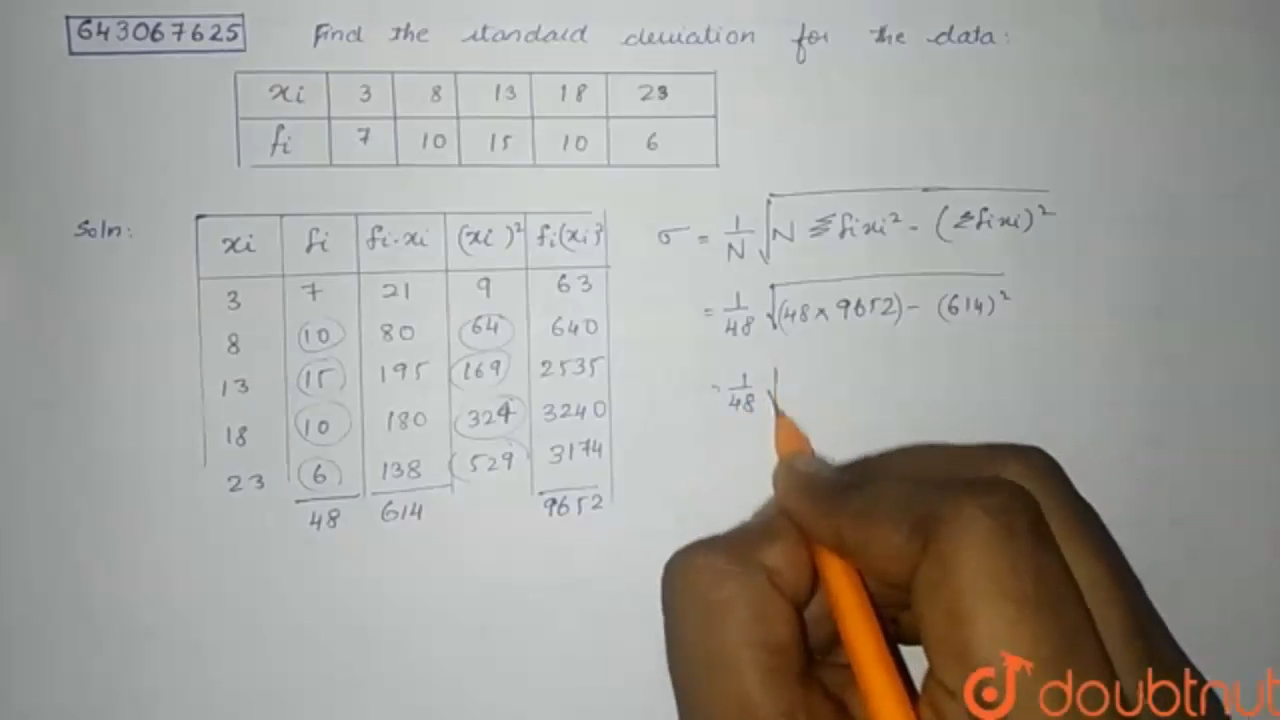 643067625 Find the standard deviation for the data:
xi 3 8 13 18 23
fi 7 10 15 10 6
Soln:
xi fi fi.xi (xi )² fi(xi)²
3 7 21 9 63
8 10 80 64 640
13 15 195 169 2535
18 10 180 324 3240
23 6 138 529 3174
48 614 9652
σ = 1/N √N Σfixi² - (Σfixi)²
= 1/48 √(48×9652) - (614)²
= 1/48 √
doubtnut